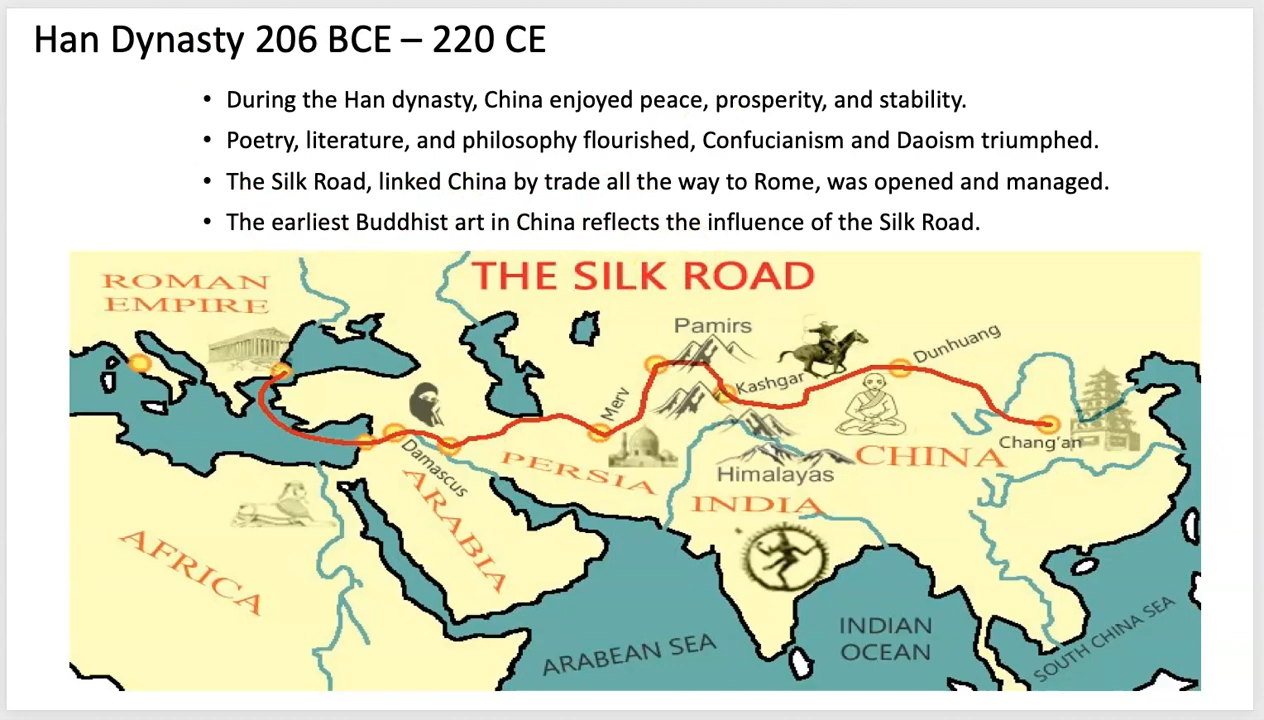 Han Dynasty 206 BCE – 220 CE
• During the Han dynasty, China enjoyed peace, prosperity, and stability.
• Poetry, literature, and philosophy flourished, Confucianism and Daoism triumphed.
• The Silk Road, linked China by trade all the way to Rome, was opened and managed.
• The earliest Buddhist art in China reflects the influence of the Silk Road.
THE SILK ROAD
ROMAN
EMPIRE
Pamirs
Dunhuang
Kashgar
Merv
Chang'an
Damascus
PERSIA
CHINA
Himalayas
ARABIA
INDIA
AFRICA
INDIAN
OCEAN
ARABEAN SEA
SOUTH CHINA SEA